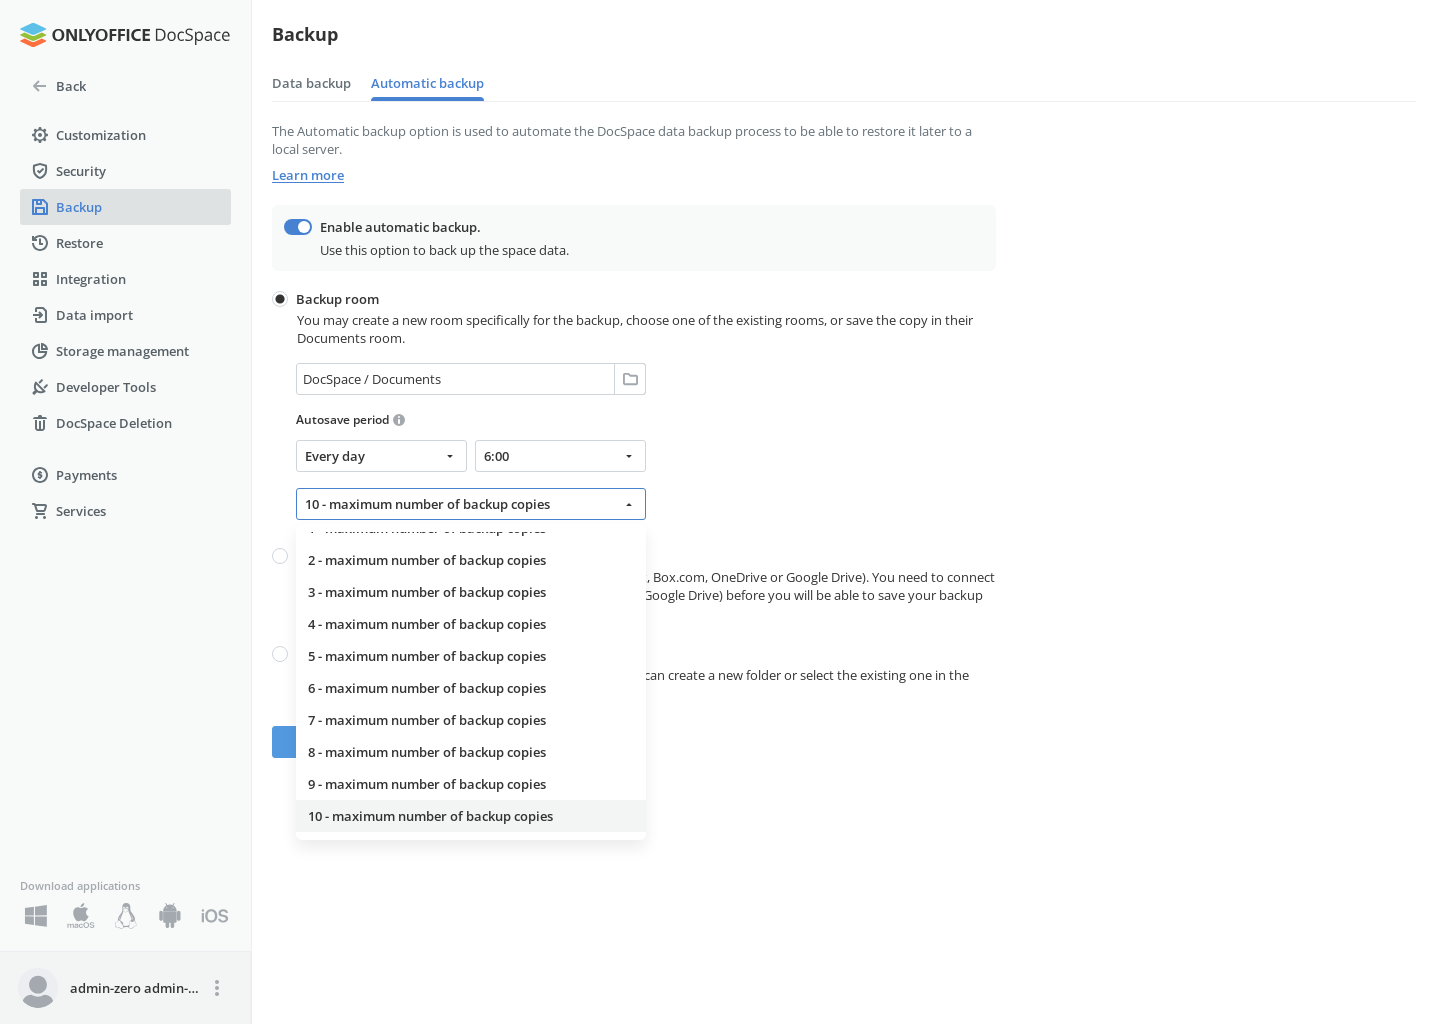 ONLYOFFICE DocSpace
Back
Customization
Security
Backup
Restore
Integration
Data import
Storage management
Developer Tools
DocSpace Deletion
Payments
Services
Download applications
macOS
iOS
admin-zero admin-...
Backup
Data backup Automatic backup
The Automatic backup option is used to automate the DocSpace data backup process to be able to restore it later to a
local server.
Learn more
Enable automatic backup.
Use this option to back up the space data.
Backup room
You may create a new room specifically for the backup, choose one of the existing rooms, or save the copy in their
Documents room.
DocSpace / Documents
Autosave period
Every day 6:00
10 - maximum number of backup copies
1 - maximum number of backup copies
2 - maximum number of backup copies
, Box.com, OneDrive or Google Drive). You need to connect
3 - maximum number of backup copies
Google Drive) before you will be able to save your backup
4 - maximum number of backup copies
5 - maximum number of backup copies
can create a new folder or select the existing one in the
6 - maximum number of backup copies
7 - maximum number of backup copies
8 - maximum number of backup copies
9 - maximum number of backup copies
10 - maximum number of backup copies